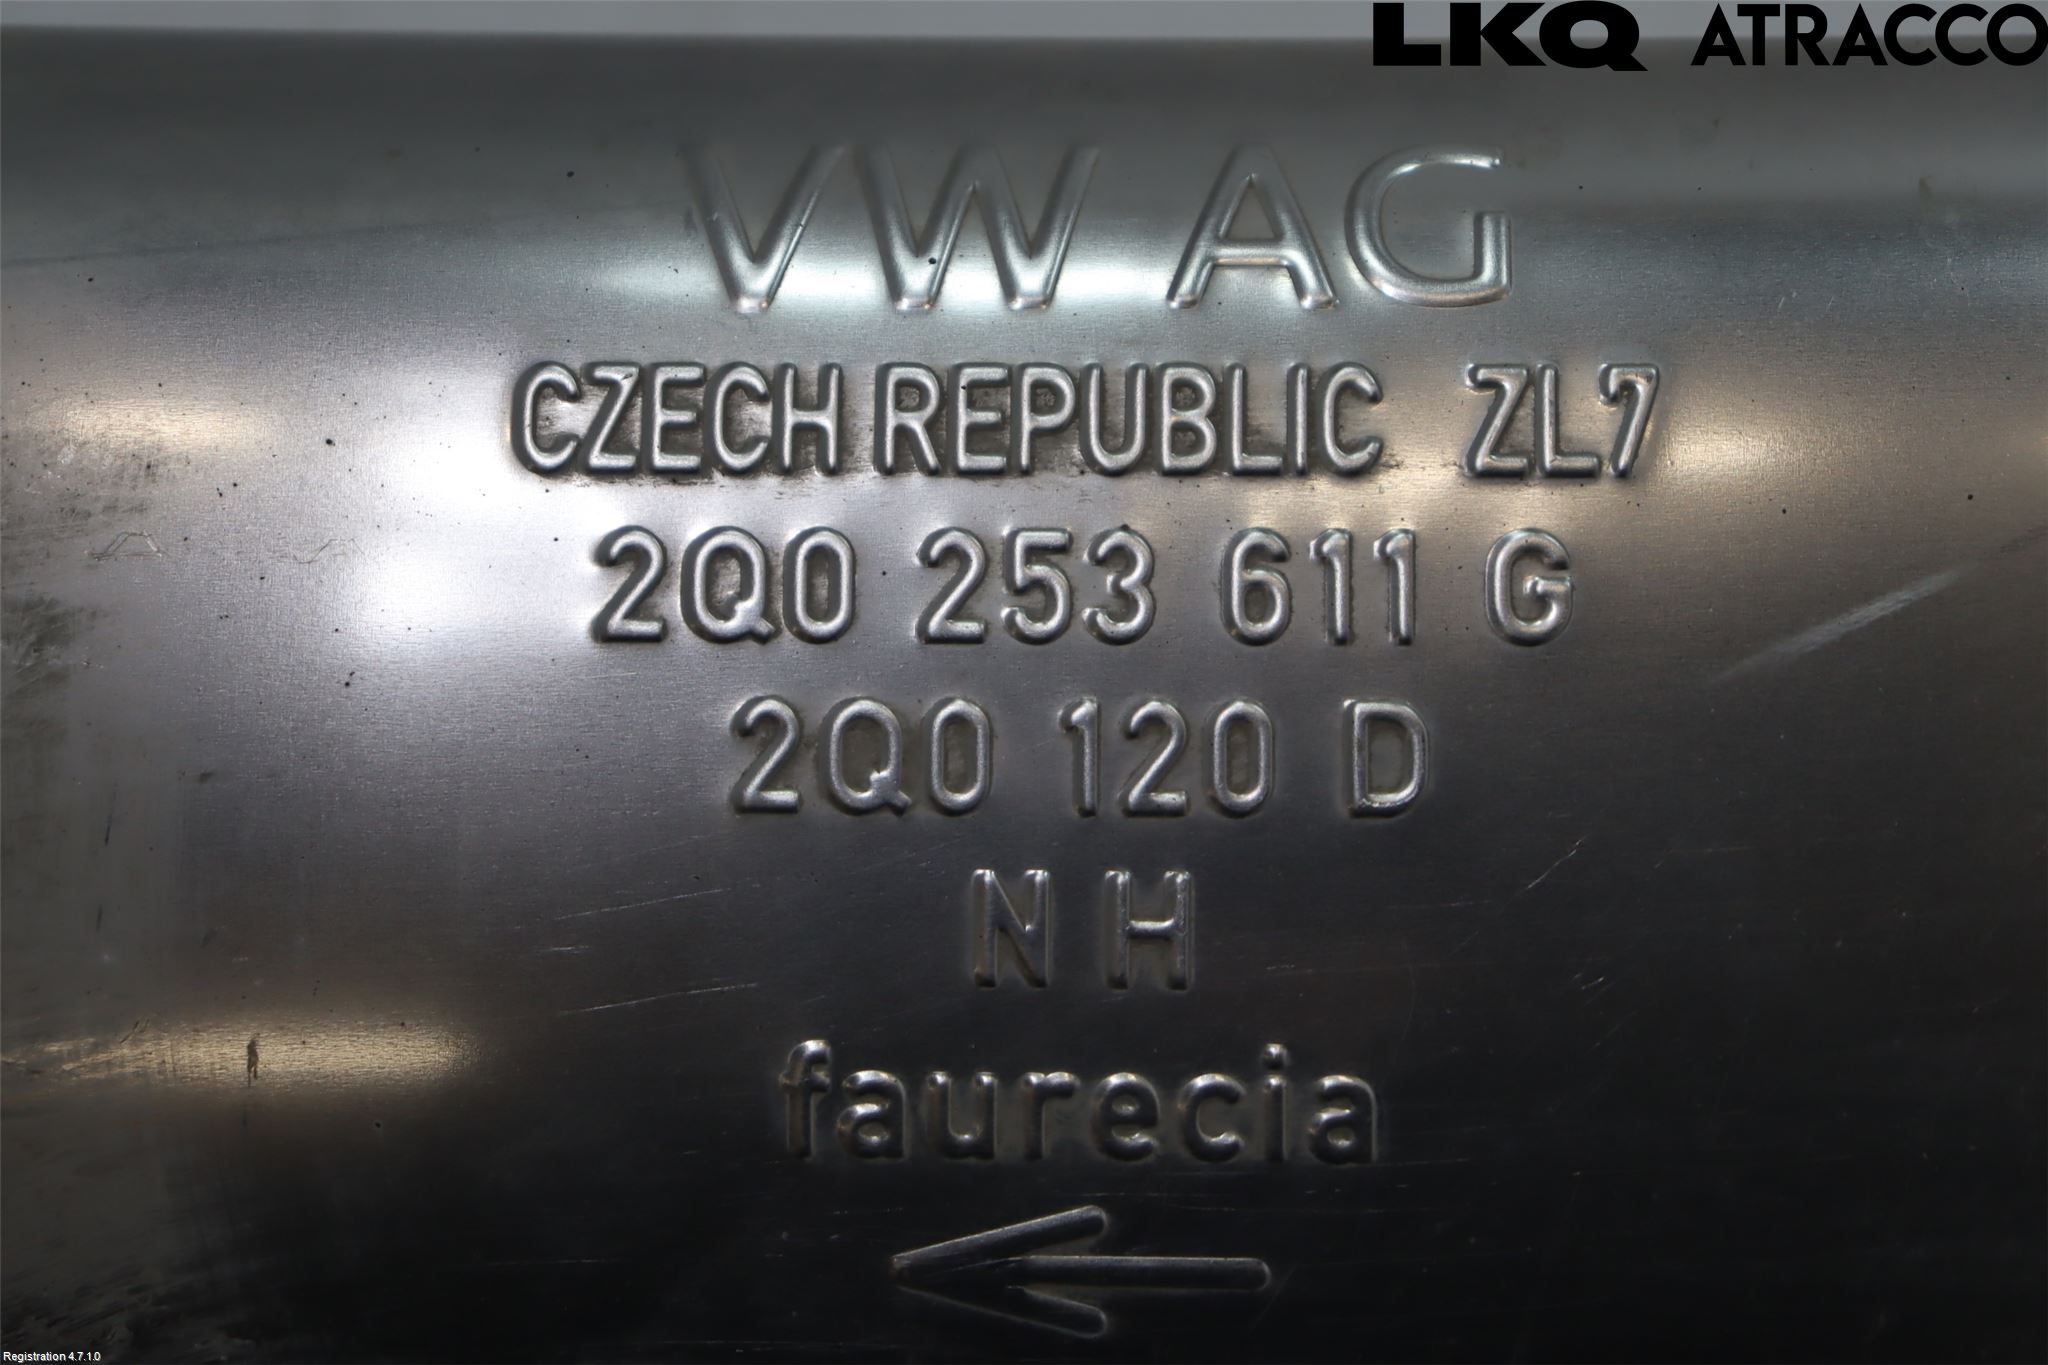 LKQ ATRACCO
VW AG
CZECH REPUBLIC ZL7
2Q0 253 611 G
2Q0 120 D
N H
faurecia
Registration 4.7.1.0